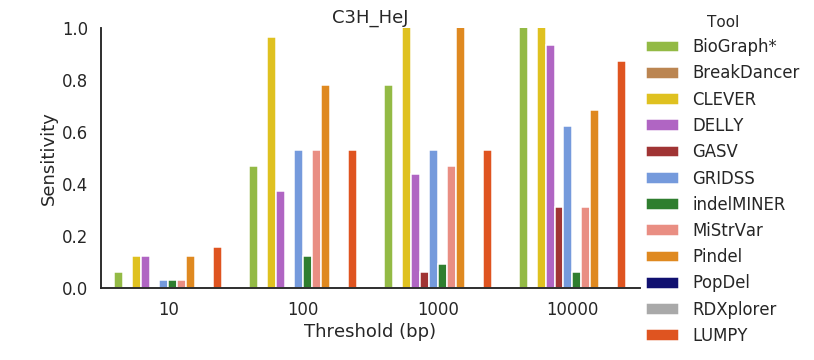 C3H_HeJ
Tool
1.0
0.8
0.6
0.4
0.2
0.0
Sensitivity
10
100
1000
10000
Threshold (bp)
BioGraph*
BreakDancer
CLEVER
DELLY
GASV
GRIDSS
indelMINER
MiStrVar
Pindel
PopDel
RDXplorer
LUMPY